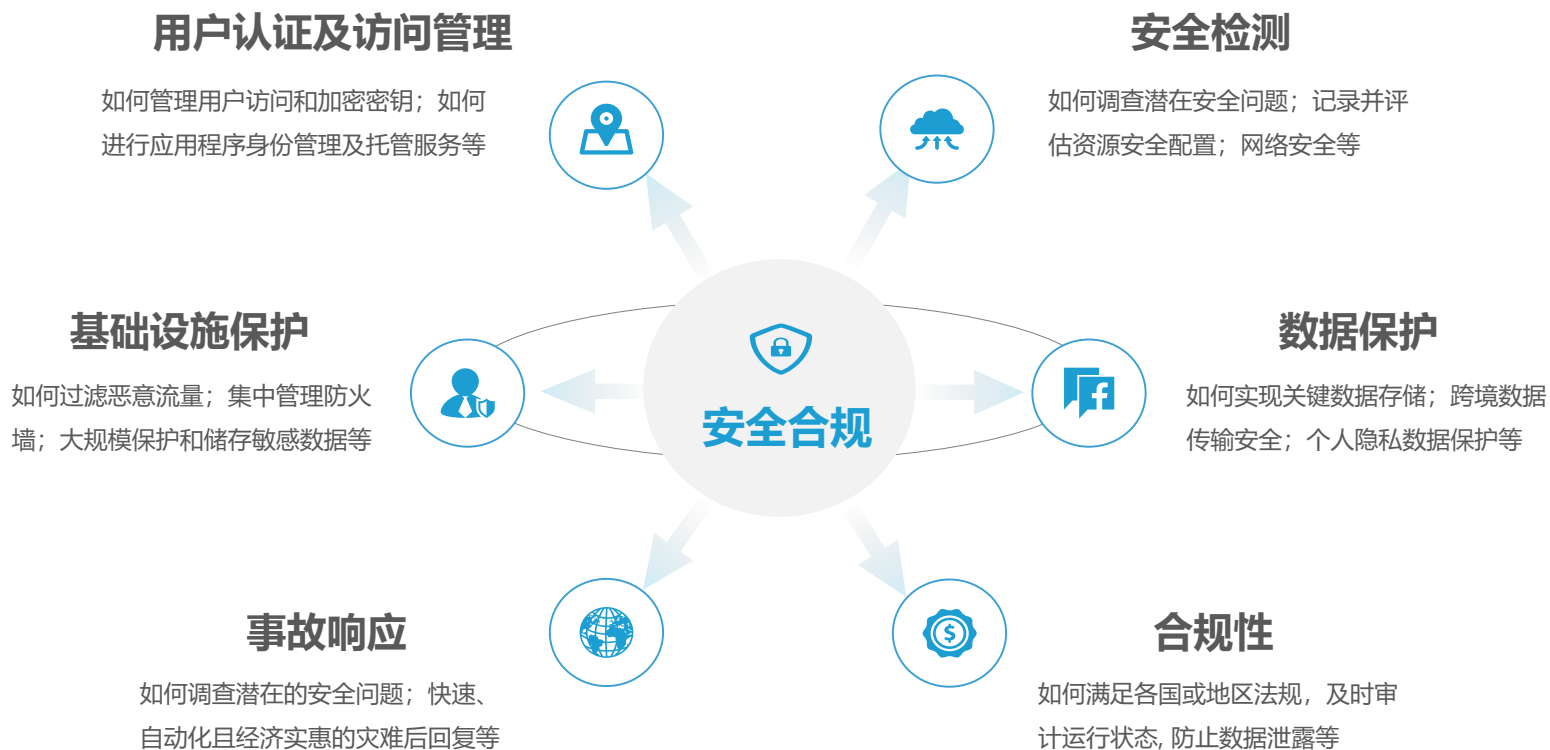 用户认证及访问管理
如何管理用户访问和加密密钥；如何
进行应用程序身份管理及托管服务等
安全检测
如何调查潜在安全问题；记录并评
估资源安全配置；网络安全等
基础设施保护
如何过滤恶意流量；集中管理防火
墙；大规模保护和储存敏感数据等
安全合规
数据保护
如何实现关键数据存储；跨境数据
传输安全；个人隐私数据保护等
事故响应
如何调查潜在的安全问题；快速、
自动化且经济实惠的灾难后回复等
合规性
如何满足各国或地区法规，及时审
计运行状态, 防止数据泄露等